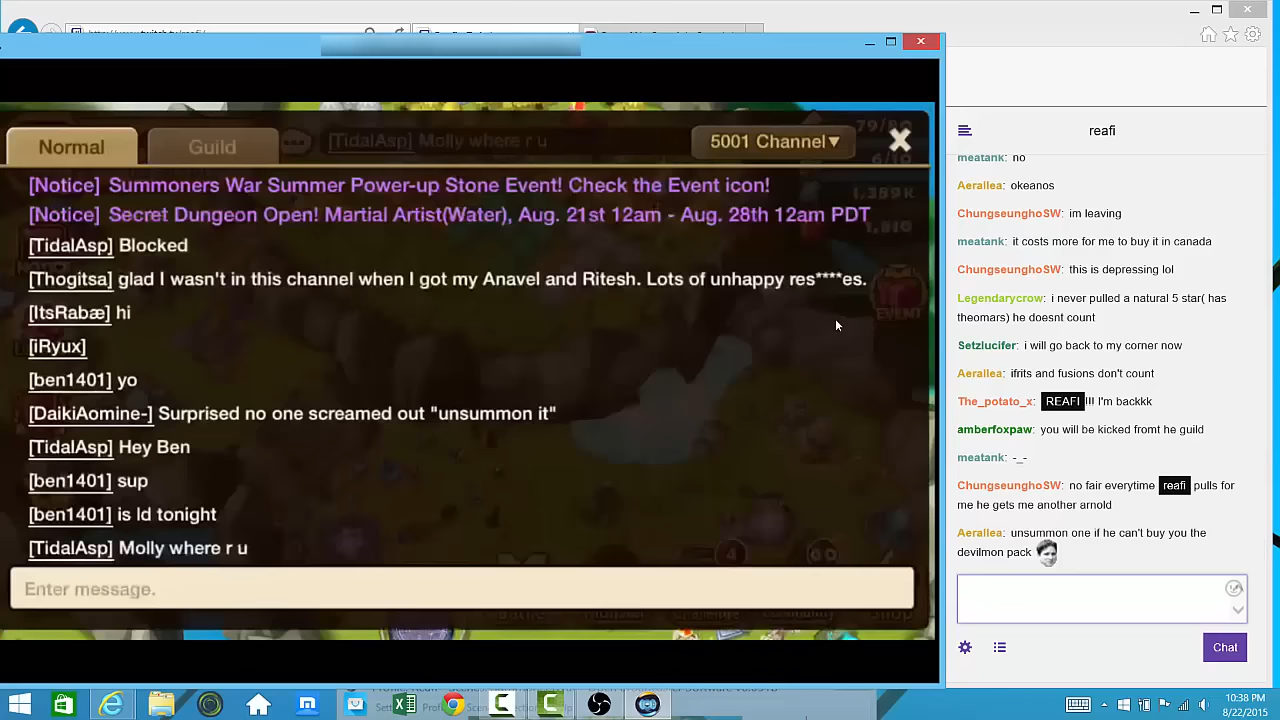 reafi
Normal
Guild
[TidalAsp] Molly where r u
5001 Channel▼
[Notice] Summoners War Summer Power-up Stone Event! Check the Event icon!
[Notice] Secret Dungeon Open! Martial Artist(Water), Aug. 21st 12am - Aug. 28th 12am PDT
[TidalAsp] Blocked
[Thogitsa] glad I wasn't in this channel when I got my Anavel and Ritesh. Lots of unhappy res****es.
[ItsRabæ] hi
[iRyux]
[ben1401] yo
[DaikiAomine-] Surprised no one screamed out "unsummon it"
[TidalAsp] Hey Ben
[ben1401] sup
[ben1401] is ld tonight
[TidalAsp] Molly where r u
Enter message.
EVENT
meatank: no
Aerallea: okeanos
ChungseunghoSW: im leaving
meatank: it costs more for me to buy it in canada
ChungseunghoSW: this is depressing lol
Legendarycrow: i never pulled a natural 5 star( has
theomars) he doesnt count
Setzlucifer: i will go back to my corner now
Aerallea: ifrits and fusions don't count
The_potato_x: REAFI !!! I'm backkk
amberfoxpaw: you will be kicked fromt he guild
meatank: -_-
ChungseunghoSW: no fair everytime reafi pulls for
me he gets me another arnold
Aerallea: unsummon one if he can't buy you the
devilmon pack
Chat
10:38 PM
8/22/2015